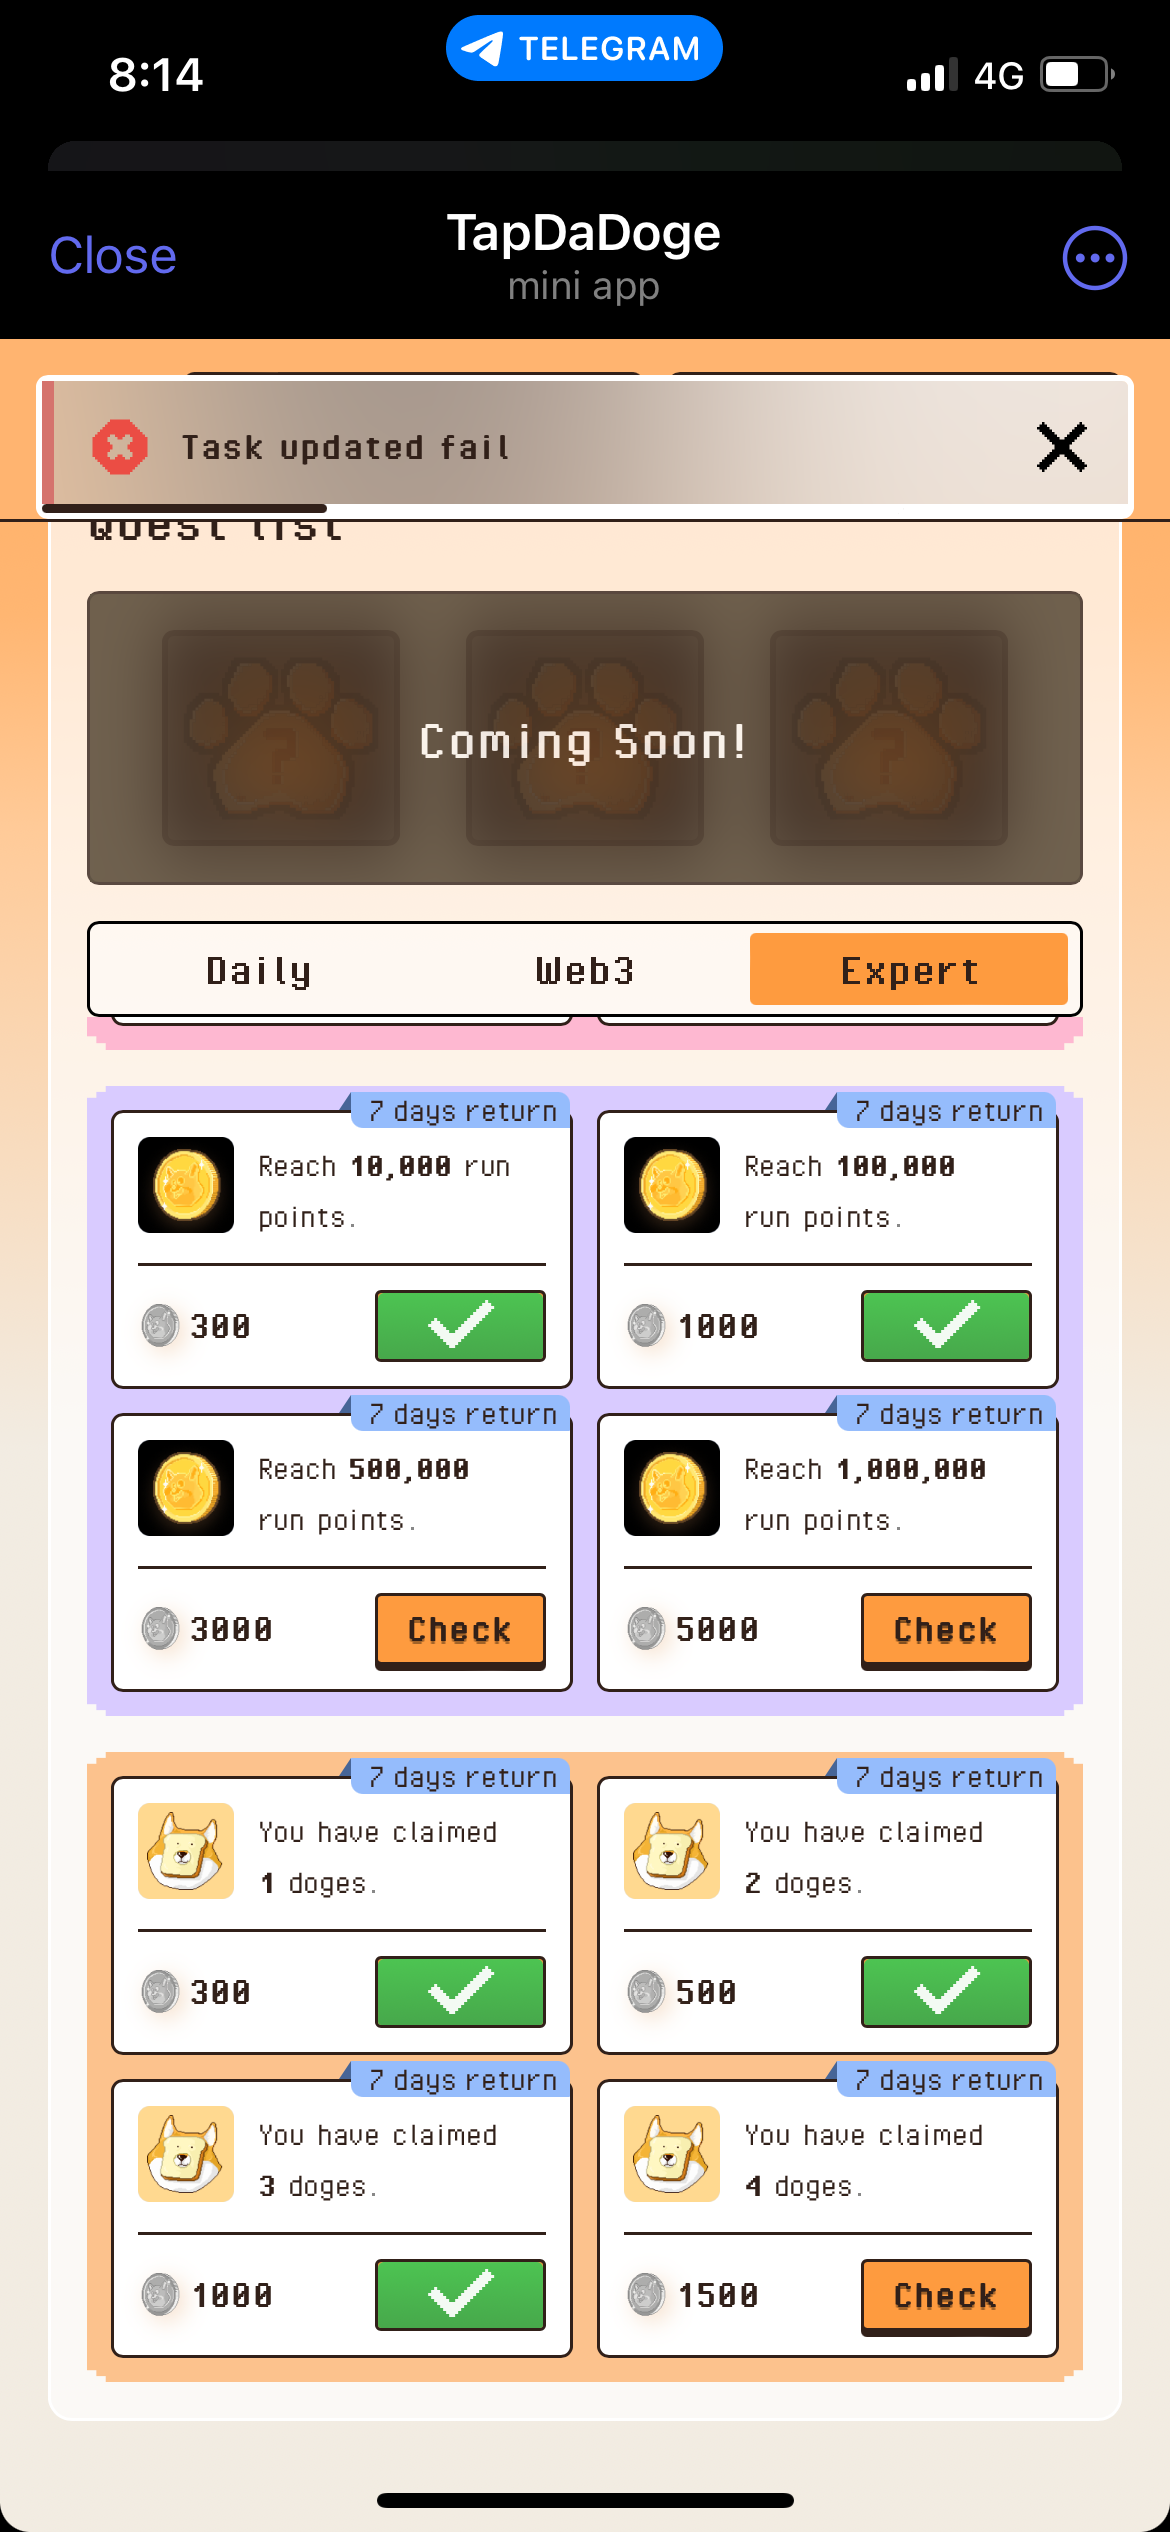 8:14
TELEGRAM
4G
Close
TapDaDoge
mini app
Task updated fail
Quest list
Coming Soon!
Daily
Web3
Expert
7 days return
Reach 10,000 run
points.
300
7 days return
Reach 100,000
run points.
1000
7 days return
Reach 500,000
run points.
3000
Check
7 days return
Reach 1,000,000
run points.
5000
Check
7 days return
You have claimed
1 doges.
300
7 days return
You have claimed
2 doges.
500
7 days return
You have claimed
3 doges.
1000
7 days return
You have claimed
4 doges.
1500
Check